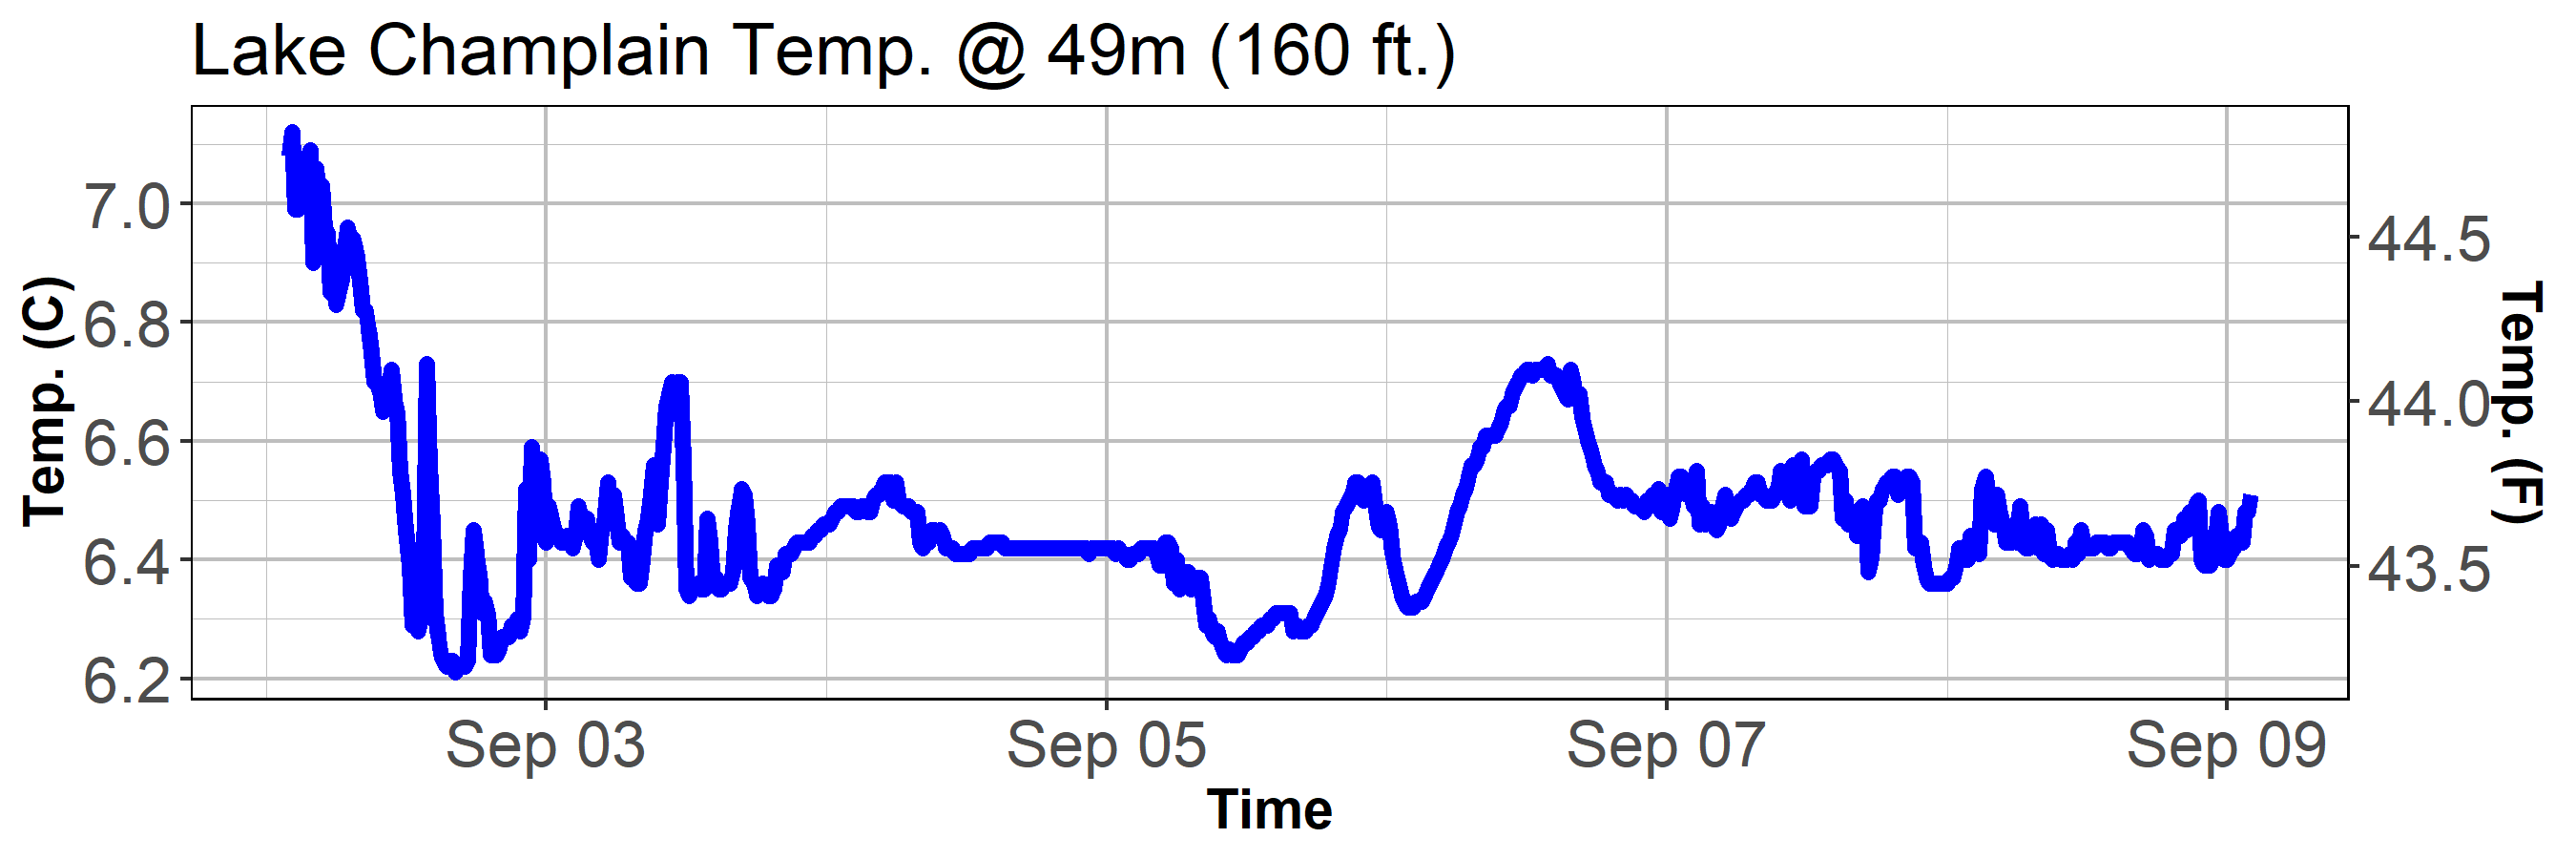 Lake Champlain Temp. @ 49m (160 ft.)
Temp. (C)
7.0
6.8
6.6
6.4
6.2
44.5
44.0
43.5
Temp. (F)
Sep 03
Sep 05
Sep 07
Sep 09
Time